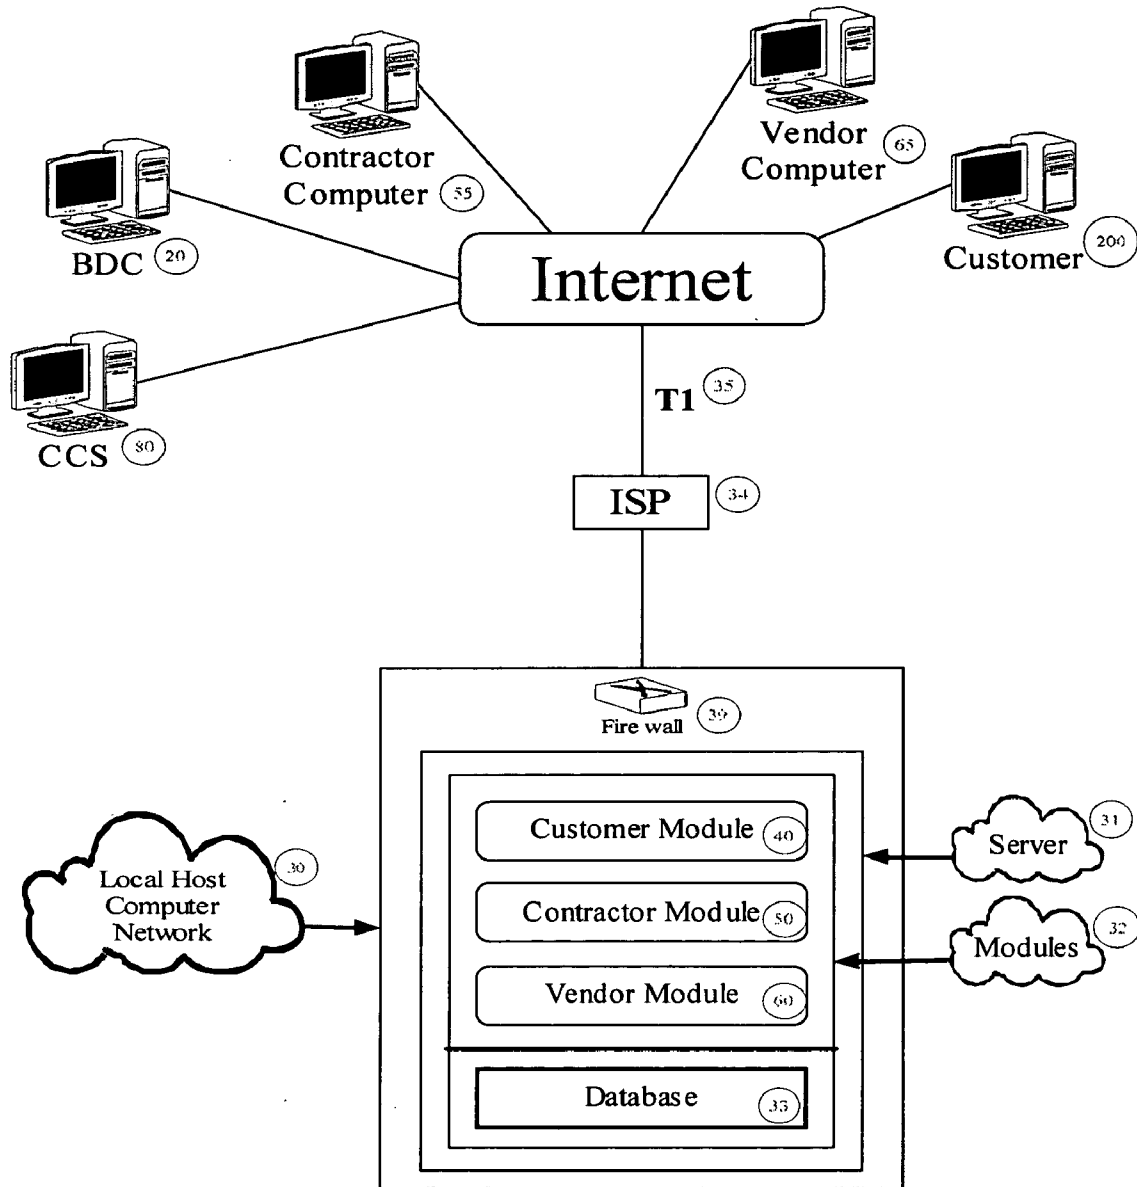 Contractor
Computer 55
Vendor 65
Computer
BDC 20
Customer 200
Internet
CCS 80
T1 35
ISP 34
Fire wall 39
Customer Module 40
Contractor Module 50
Vendor Module 60
Database 33
Local Host 30
Computer
Network
Server 31
Modules 32